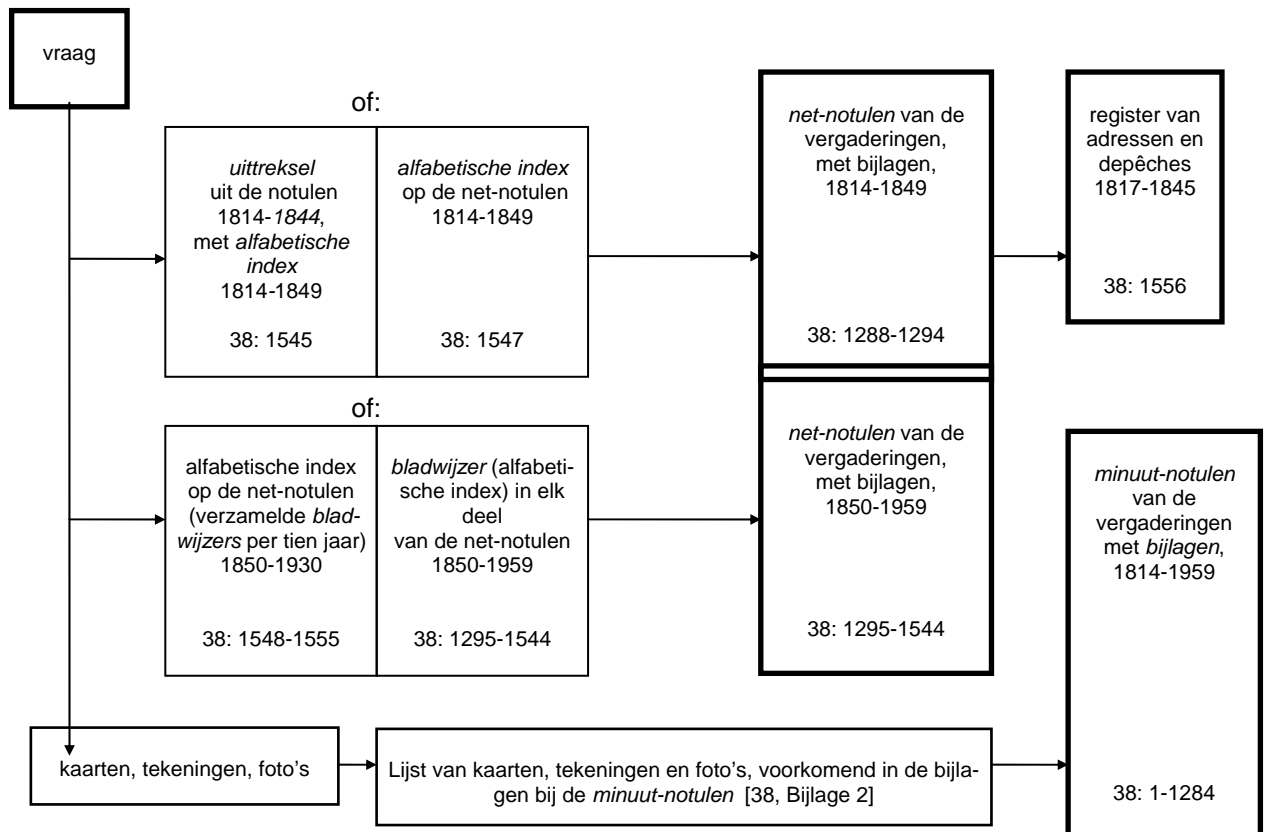 vraag
of:
uittreksel
uit de notulen
1814-1844,
met alfabetische
index
1814-1849
38: 1545
alfabetische index
op de net-notulen
1814-1849
38: 1547
net-notulen van de
vergaderingen,
met bijlagen,
1814-1849
38: 1288-1294
register van
adressen en
depêches
1817-1845
38: 1556
of:
alfabetische index
op de net-notulen
(verzamelde blad-
wijzers per tien jaar)
1850-1930
38: 1548-1555
bladwijzer (alfabeti-
sche index) in elk
deel
van de net-notulen
1850-1959
38: 1295-1544
net-notulen van de
vergaderingen,
met bijlagen,
1850-1959
38: 1295-1544
minuut-notulen
van de
vergaderingen
met bijlagen,
1814-1959
38: 1-1284
kaarten, tekeningen, foto's
Lijst van kaarten, tekeningen en foto's, voorkomend in de bijla-
gen bij de minuut-notulen [38, Bijlage 2]